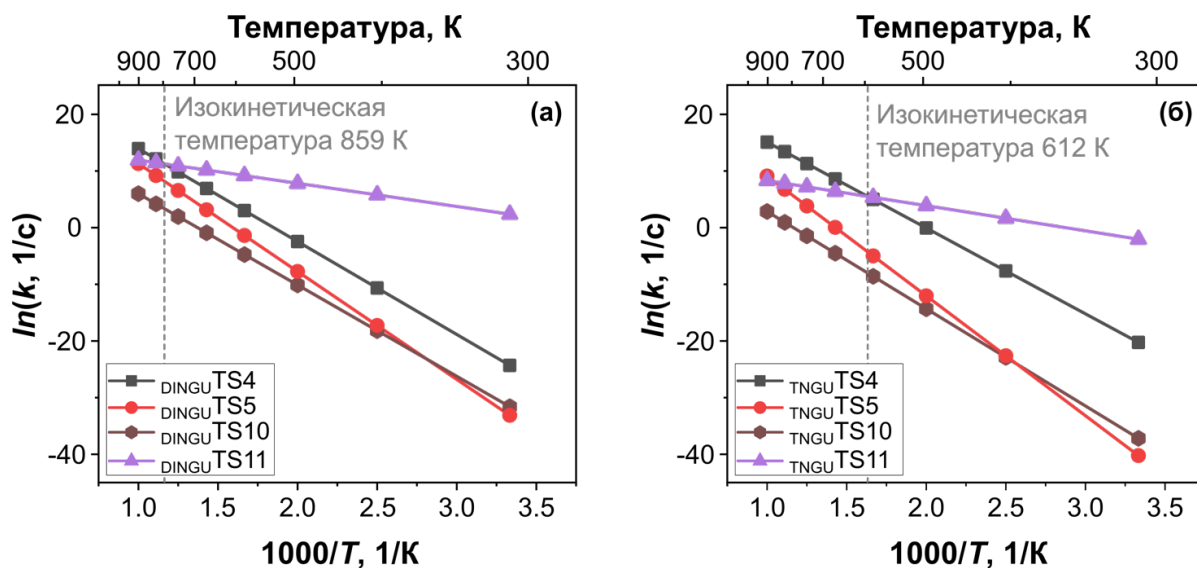 Температура, К
900 700 500 300
(а)
Изокинетическая
температура 859 К
ln(k, 1/с)
20
0
-20
-40
DINGUTS4
DINGUTS5
DINGUTS10
DINGUTS11
1.0 1.5 2.0 2.5 3.0 3.5
1000/T, 1/К
Температура, К
900 700 500 300
(б)
Изокинетическая
температура 612 К
ln(k, 1/с)
20
0
-20
-40
TNGUTS4
TNGUTS5
TNGUTS10
TNGUTS11
1.0 1.5 2.0 2.5 3.0 3.5
1000/T, 1/К